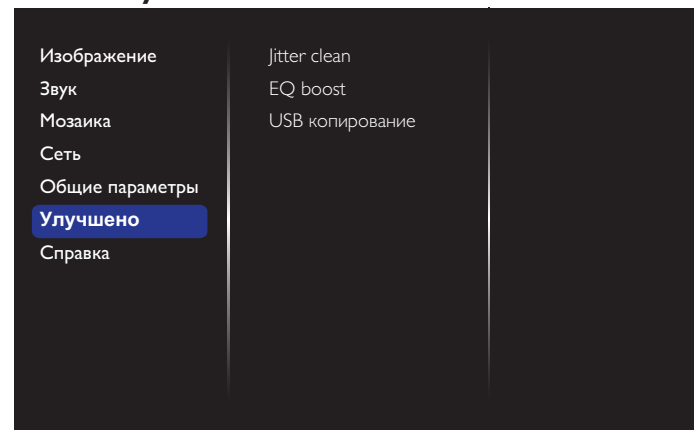 Изображение
Звук
Мозаика
Сеть
Общие параметры
Улучшено
Справка
Jitter clean
EQ boost
USB копирование